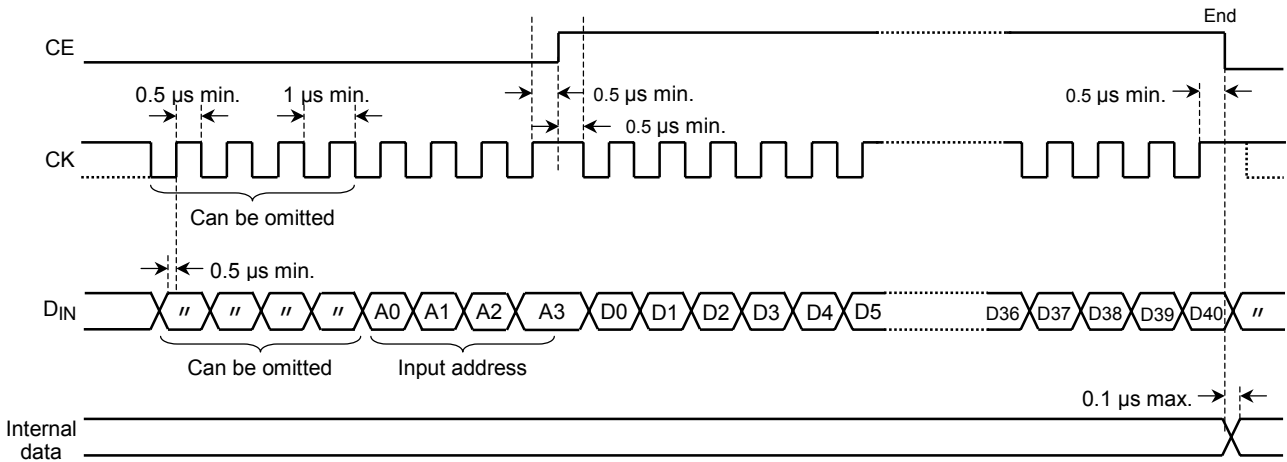 End
CE
0.5 µs min. 1 µs min. 0.5 µs min. 0.5 µs min.
0.5 µs min.
CK
Can be omitted
0.5 µs min.
DIN 〃 〃 〃 〃 A0 A1 A2 A3 D0 D1 D2 D3 D4 D5 D36 D37 D38 D39 D40 〃
Can be omitted Input address
0.1 µs max.
Internal
data